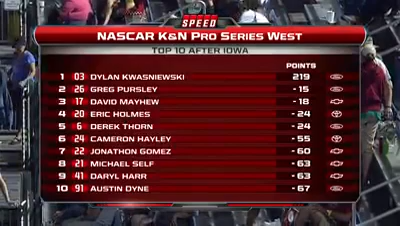 SPEED
NASCAR K&N PRO SERIES WEST
TOP 10 AFTER IOWA
POINTS
1 03 DYLAN KWASNIEWSKI 219
2 26 GREG PURSLEY - 15
3 17 DAVID MAYHEW - 18
4 20 ERIC HOLMES - 24
5 6 DEREK THORN - 24
6 24 CAMERON HAYLEY - 55
7 22 JONATHON GOMEZ - 60
8 21 MICHAEL SELF - 63
9 41 DARYL HARR - 63
10 91 AUSTIN DYNE - 67